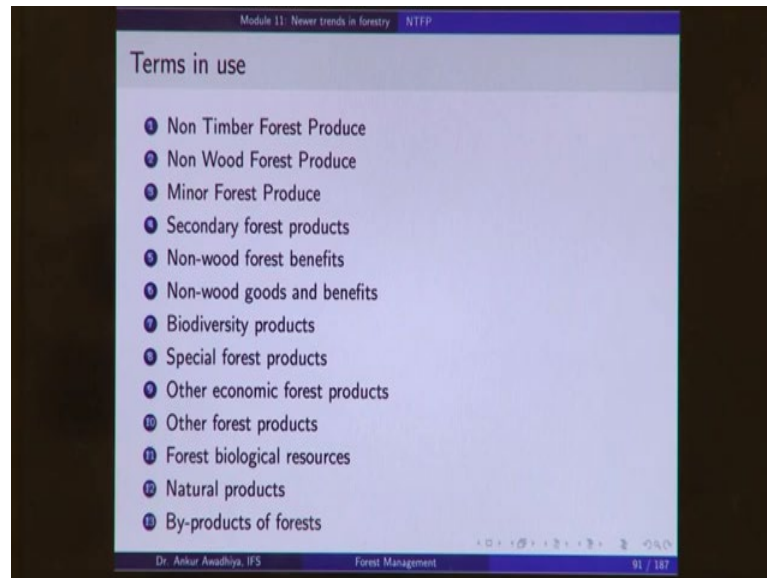 Module 11: Newer trends in forestry NTFP
Terms in use
1 Non Timber Forest Produce
2 Non Wood Forest Produce
3 Minor Forest Produce
4 Secondary forest products
5 Non-wood forest benefits
6 Non-wood goods and benefits
7 Biodiversity products
8 Special forest products
9 Other economic forest products
10 Other forest products
11 Forest biological resources
12 Natural products
13 By-products of forests
Dr. Ankur Awadhiya, IFS Forest Management 91 / 187